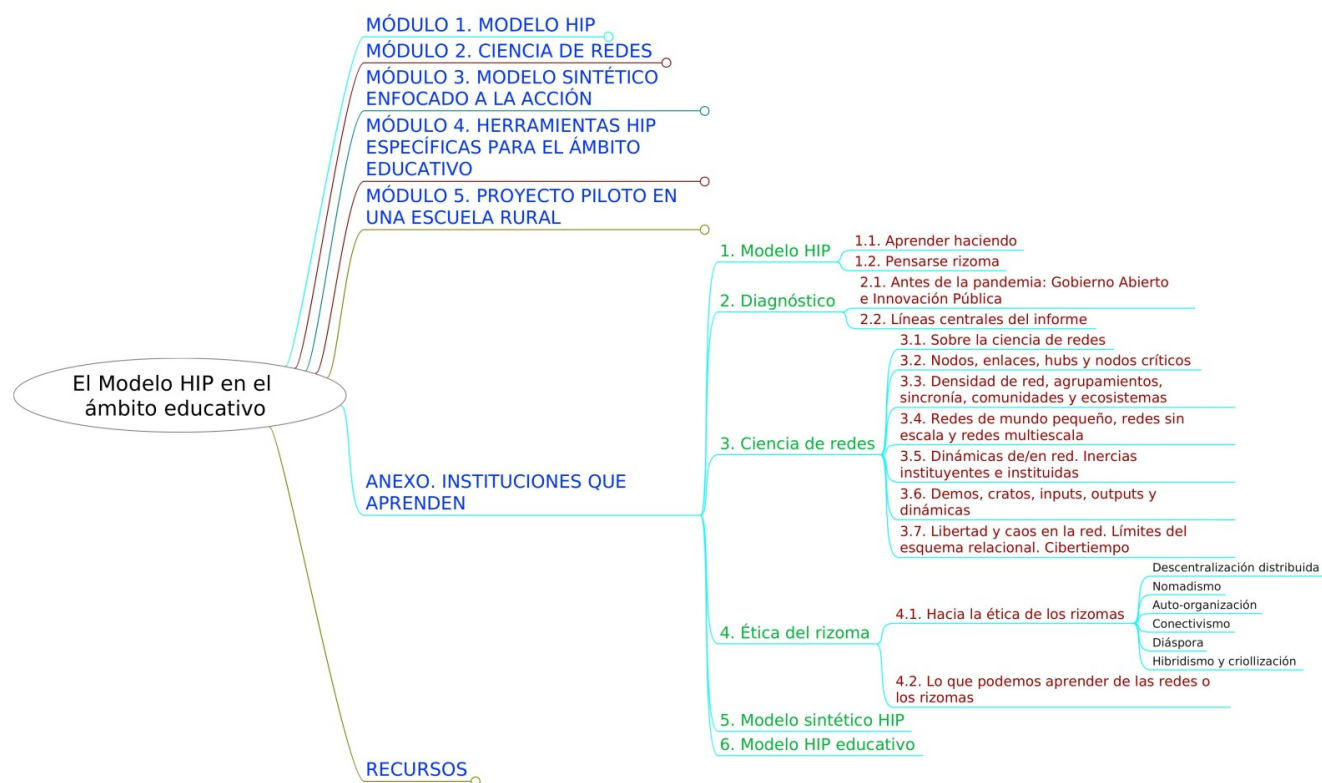 El Modelo HIP en el
ámbito educativo
MÓDULO 1. MODELO HIP
MÓDULO 2. CIENCIA DE REDES
MÓDULO 3. MODELO SINTÉTICO
ENFOCADO A LA ACCIÓN
MÓDULO 4. HERRAMIENTAS HIP
ESPECÍFICAS PARA EL ÁMBITO
EDUCATIVO
MÓDULO 5. PROYECTO PILOTO EN
UNA ESCUELA RURAL
ANEXO. INSTITUCIONES QUE
APRENDEN
1. Modelo HIP
1.1. Aprender haciendo
1.2. Pensarse rizoma
2. Diagnóstico
2.1. Antes de la pandemia: Gobierno Abierto
e Innovación Pública
2.2. Líneas centrales del informe
3. Ciencia de redes
3.1. Sobre la ciencia de redes
3.2. Nodos, enlaces, hubs y nodos críticos
3.3. Densidad de red, agrupamientos,
sincronía, comunidades y ecosistemas
3.4. Redes de mundo pequeño, redes sin
escala y redes multiescala
3.5. Dinámicas de/en red. Inercias
instituyentes e instituidas
3.6. Demos, cratos, inputs, outputs y
dinámicas
3.7. Libertad y caos en la red. Límites del
esquema relacional. Cibertiempo
4. Ética del rizoma
4.1. Hacia la ética de los rizomas
Descentralización distribuida
Nomadismo
Auto-organización
Conectivismo
Diáspora
Hibridismo y criollización
4.2. Lo que podemos aprender de las redes o
los rizomas
5. Modelo sintético HIP
6. Modelo HIP educativo
RECURSOS